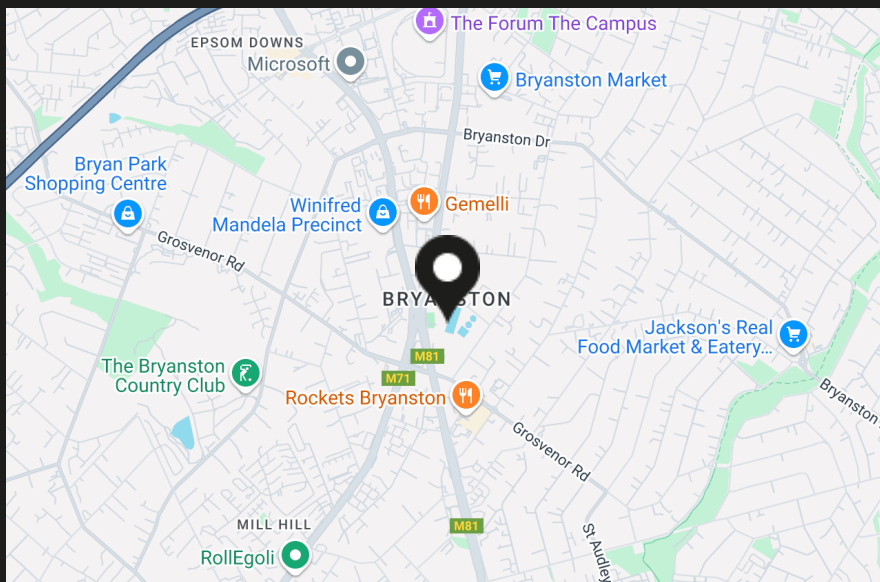 The Forum The Campus
EPSOM DOWNS
Microsoft
Bryanston Market
Bryanston Dr
Bryan Park
Shopping Centre
Winifred
Mandela Precinct
Gemelli
Grosvenor Rd
BRYANSTON
Jackson's Real
Food Market & Eatery...
M81
The Bryanston
Country Club
M71
Rockets Bryanston
Bryanston
Grosvenor Rd
MILL HILL
M81
St Audley
RollEgoli